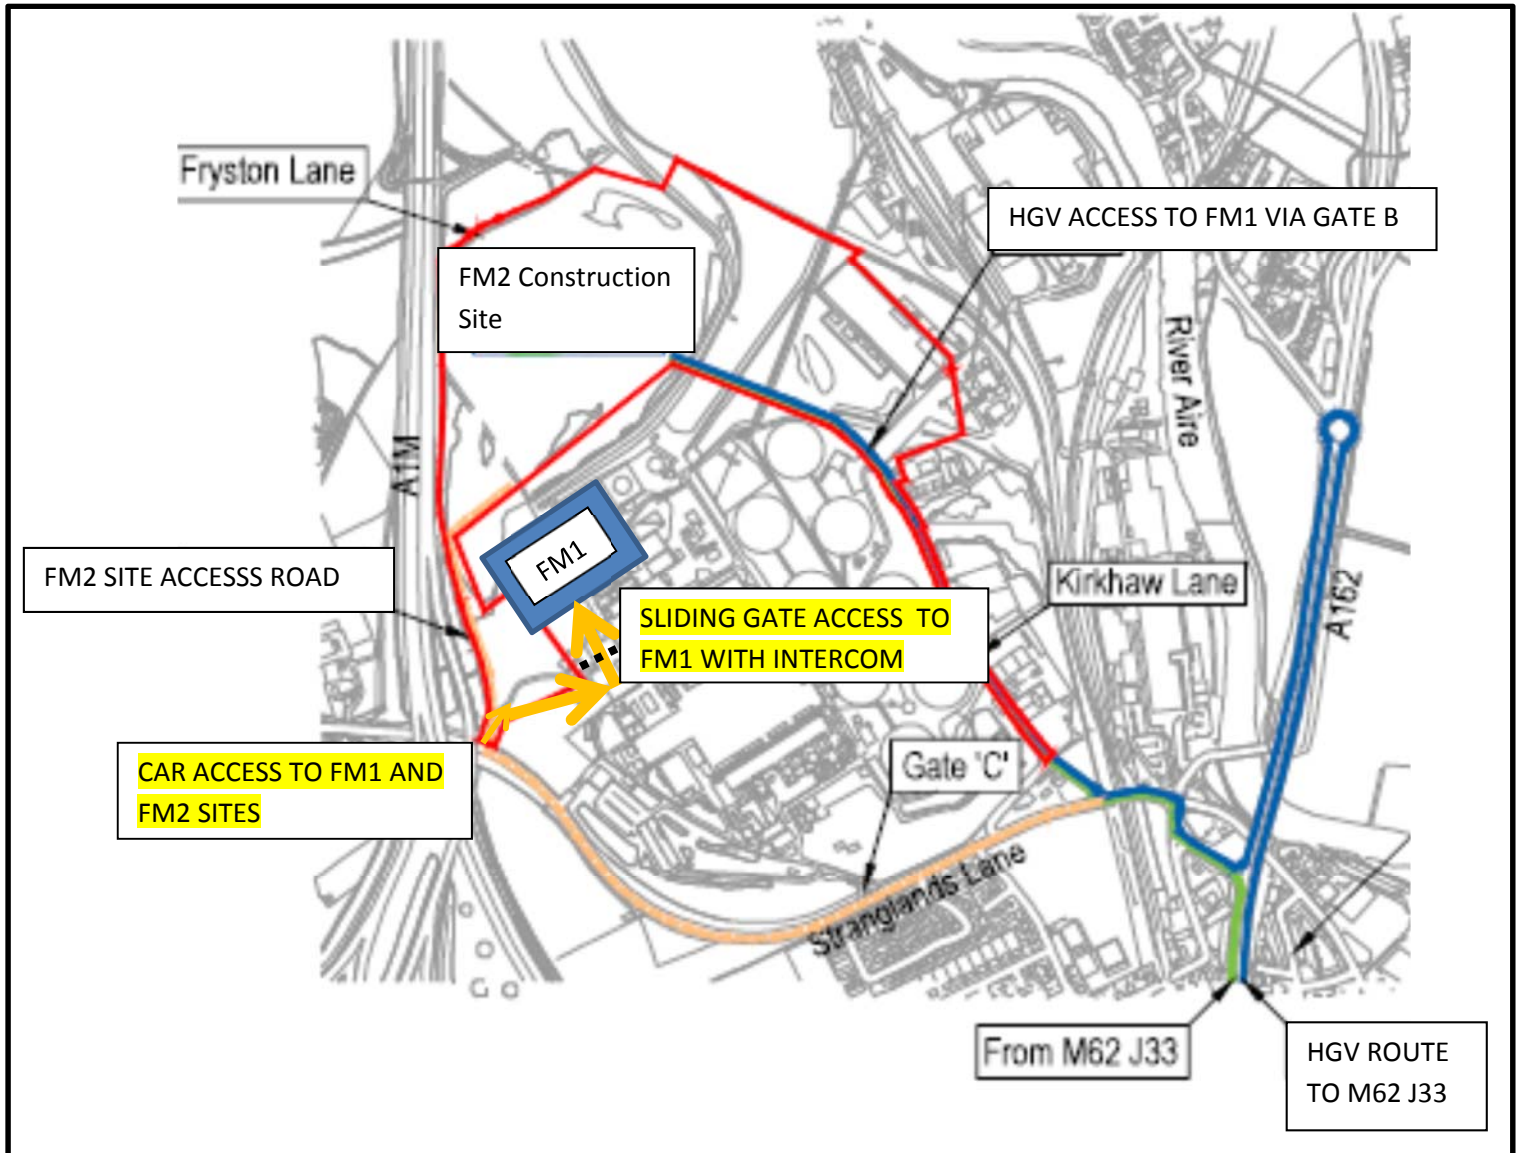 Fryston Lane
HGV ACCESS TO FM1 VIA GATE B
FM2 Construction
Site
River Aire
A1M
FM1
FM2 SITE ACCESSS ROAD
Kirkhaw Lane
A162
SLIDING GATE ACCESS TO
FM1 WITH INTERCOM
CAR ACCESS TO FM1 AND
FM2 SITES
Gate 'C'
Stranglands Lane
From M62 J33
HGV ROUTE
TO M62 J33